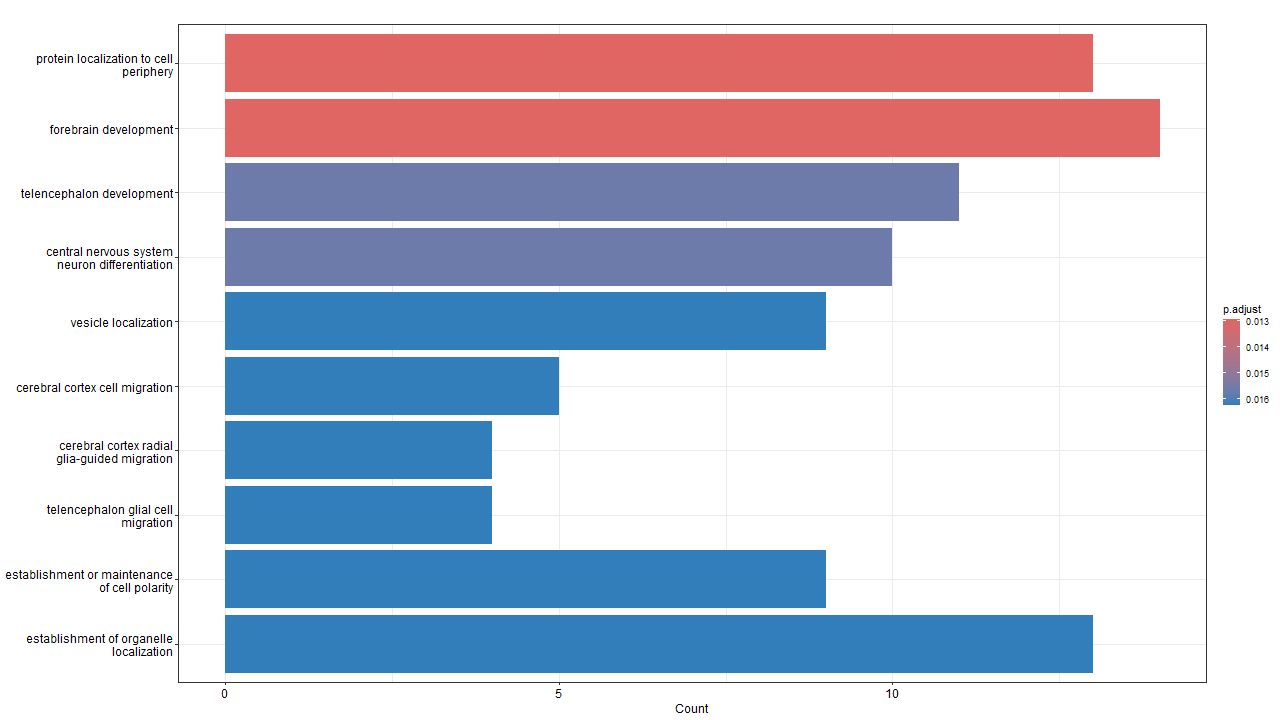 protein localization to cell
periphery
forebrain development
telencephalon development
central nervous system
neuron differentiation
vesicle localization
cerebral cortex cell migration
cerebral cortex radial
glia-guided migration
telencephalon glial cell
migration
establishment or maintenance
of cell polarity
establishment of organelle
localization
0
5
10
Count
p.adjust
0.013
0.014
0.015
0.016